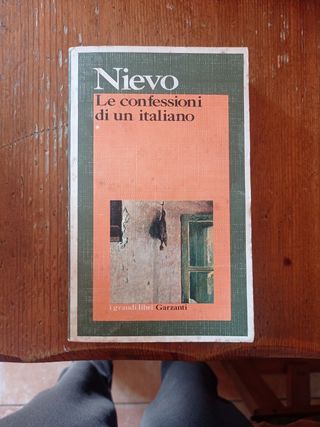 Nievo
Le confessioni
di un italiano
i grandi libri Garzanti